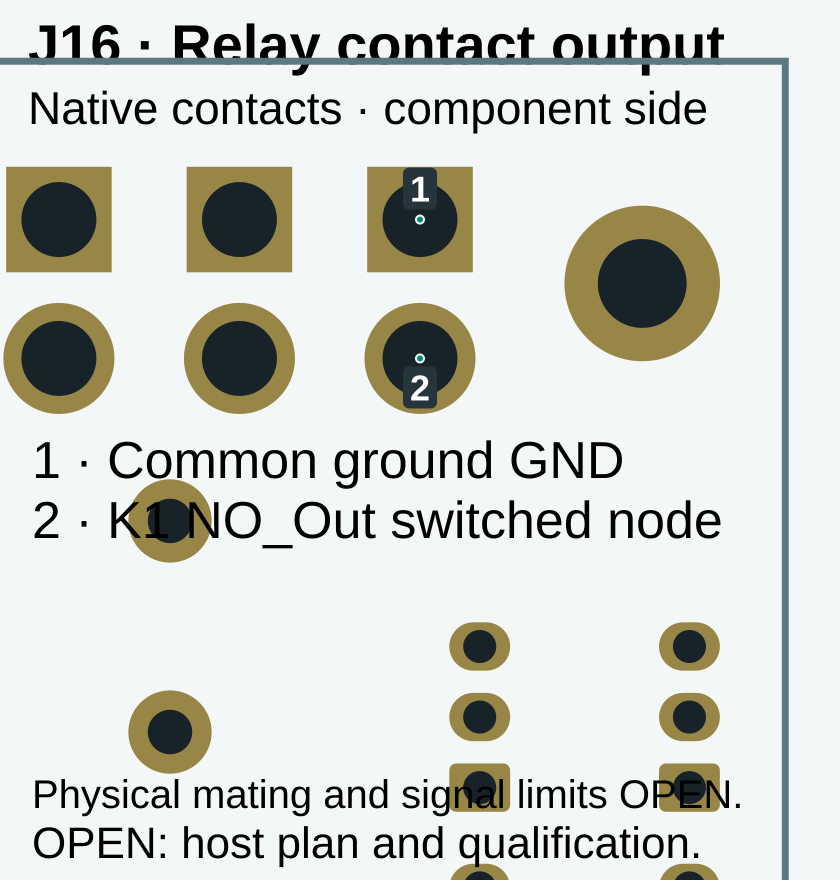 J16 · Relay contact output
Native contacts · component side
1
2
1 · Common ground GND
2 · K1 NO_Out switched node
Physical mating and signal limits OPEN.
OPEN: host plan and qualification.